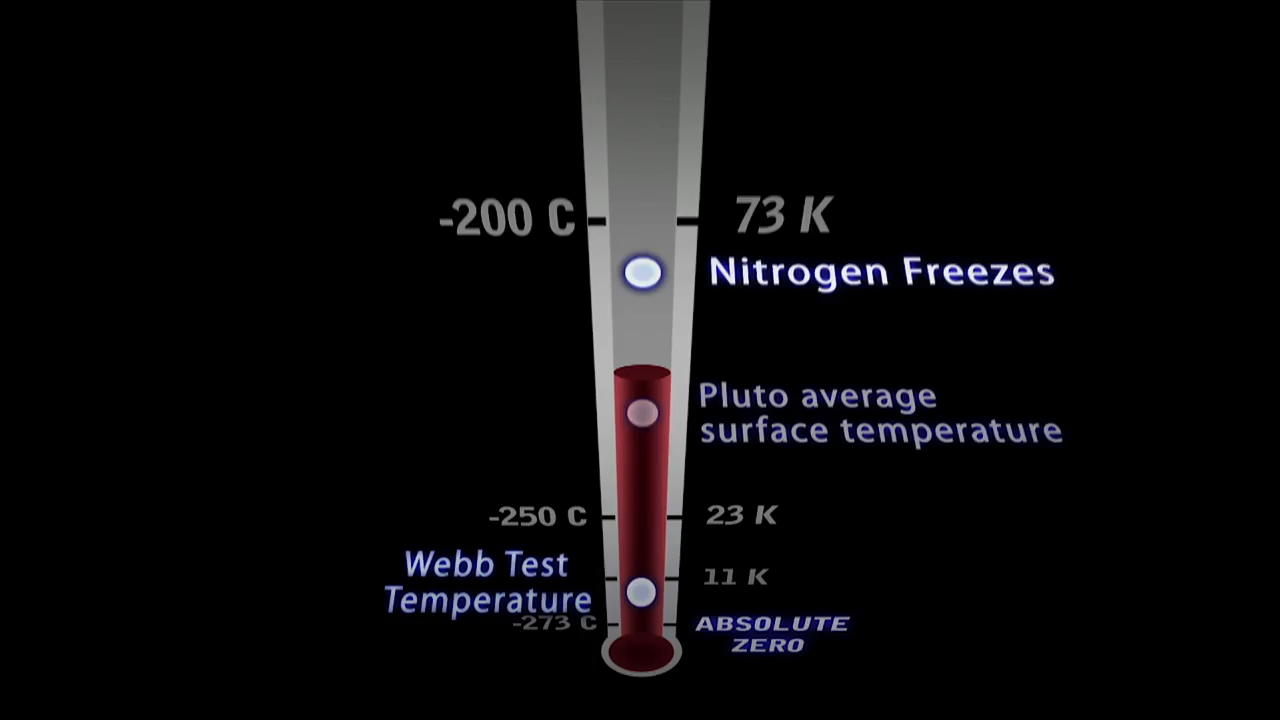 -200 C 73 K
Nitrogen Freezes
Pluto average
surface temperature
-250 C 23 K
Webb Test
Temperature
11 K
-273 C ABSOLUTE
ZERO